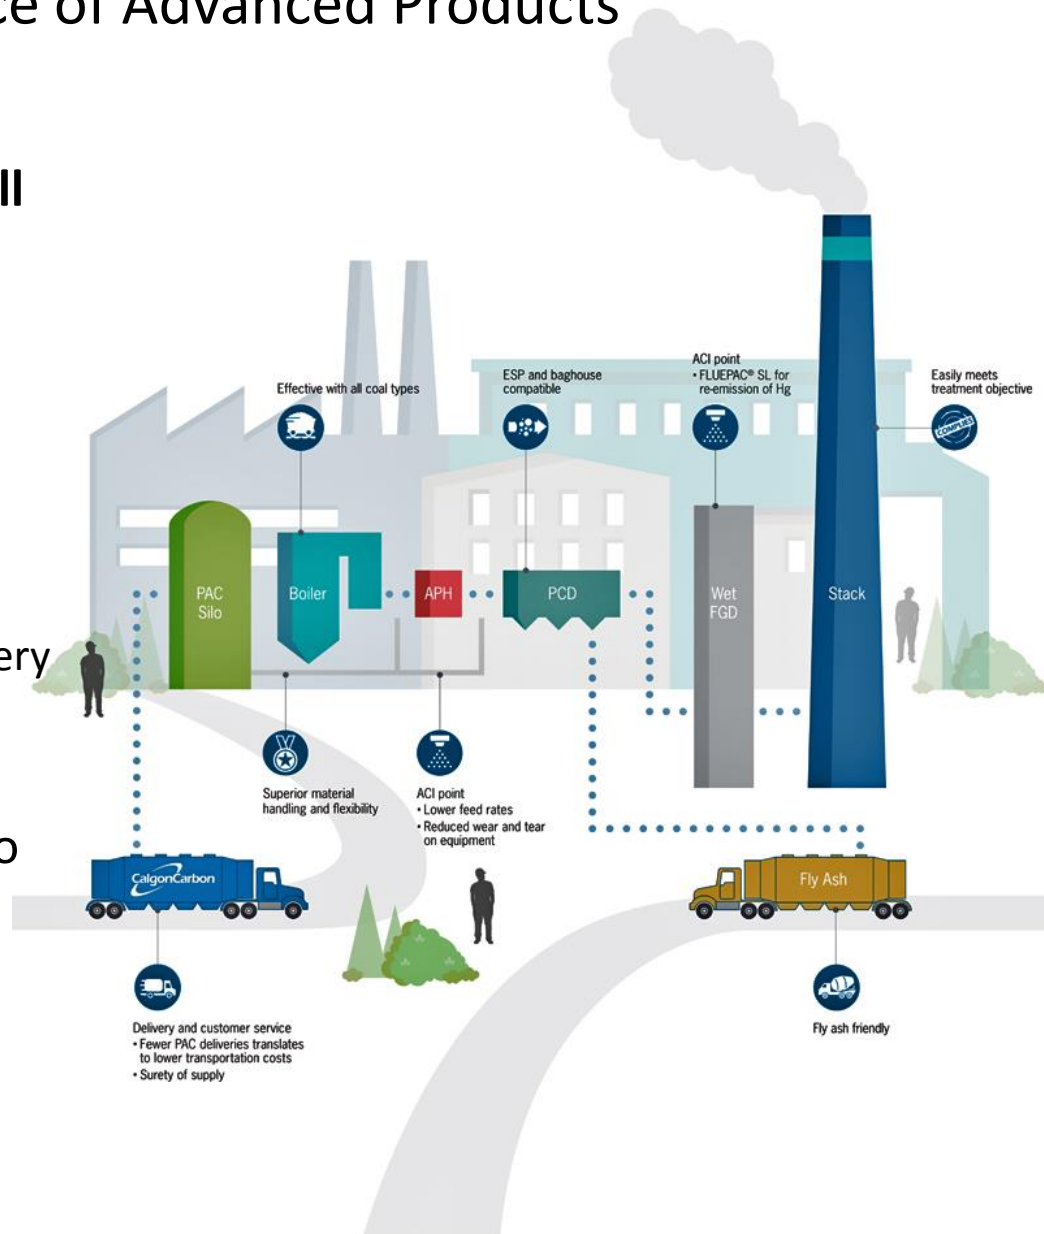 ce of Advanced Products
ll
ery
o
Effective with all coal types
ESP and baghouse
compatible
ACI point
• FLUEPAC® SL for
re-emission of Hg
Easily meets
treatment objective
COMPLIES
PAC
Silo
Boiler
APH
PCD
Wet
FGD
Stack
Superior material
handling and flexibility
ACI point
• Lower feed rates
• Reduced wear and tear
on equipment
CalgonCarbon
Fly Ash
Delivery and customer service
• Fewer PAC deliveries translates
to lower transportation costs
• Surety of supply
Fly ash friendly